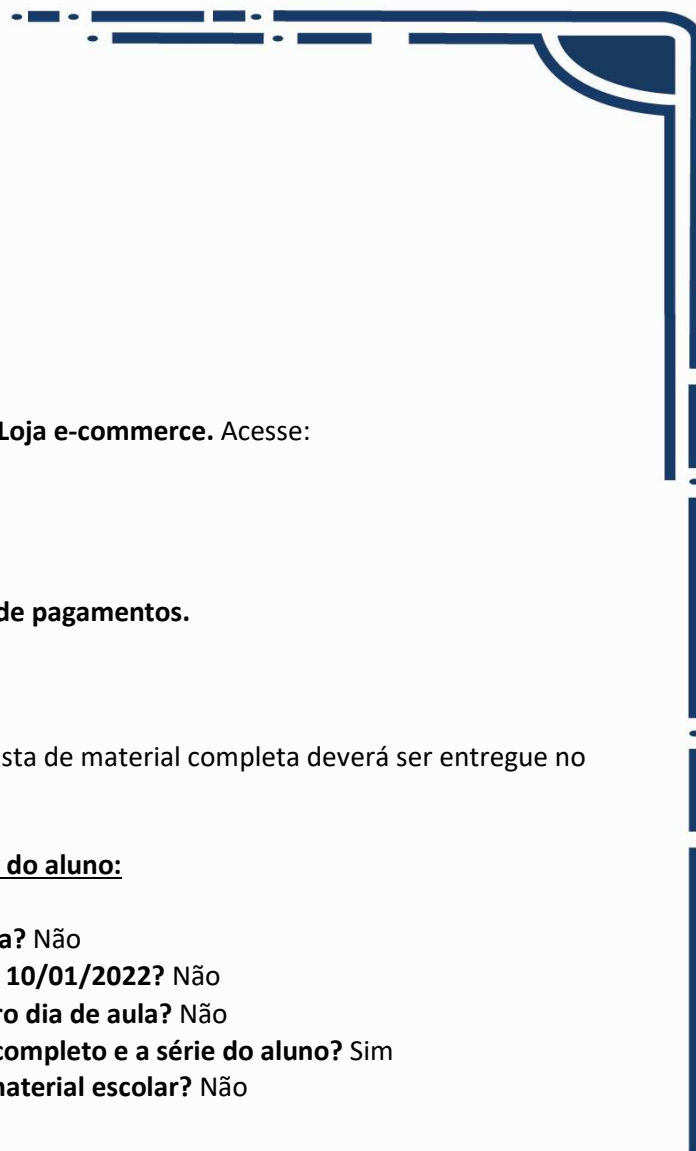 Loja e-commerce. Acesse:
de pagamentos.
sta de material completa deverá ser entregue no
do aluno:
a? Não
10/01/2022? Não
ro dia de aula? Não
completo e a série do aluno? Sim
material escolar? Não